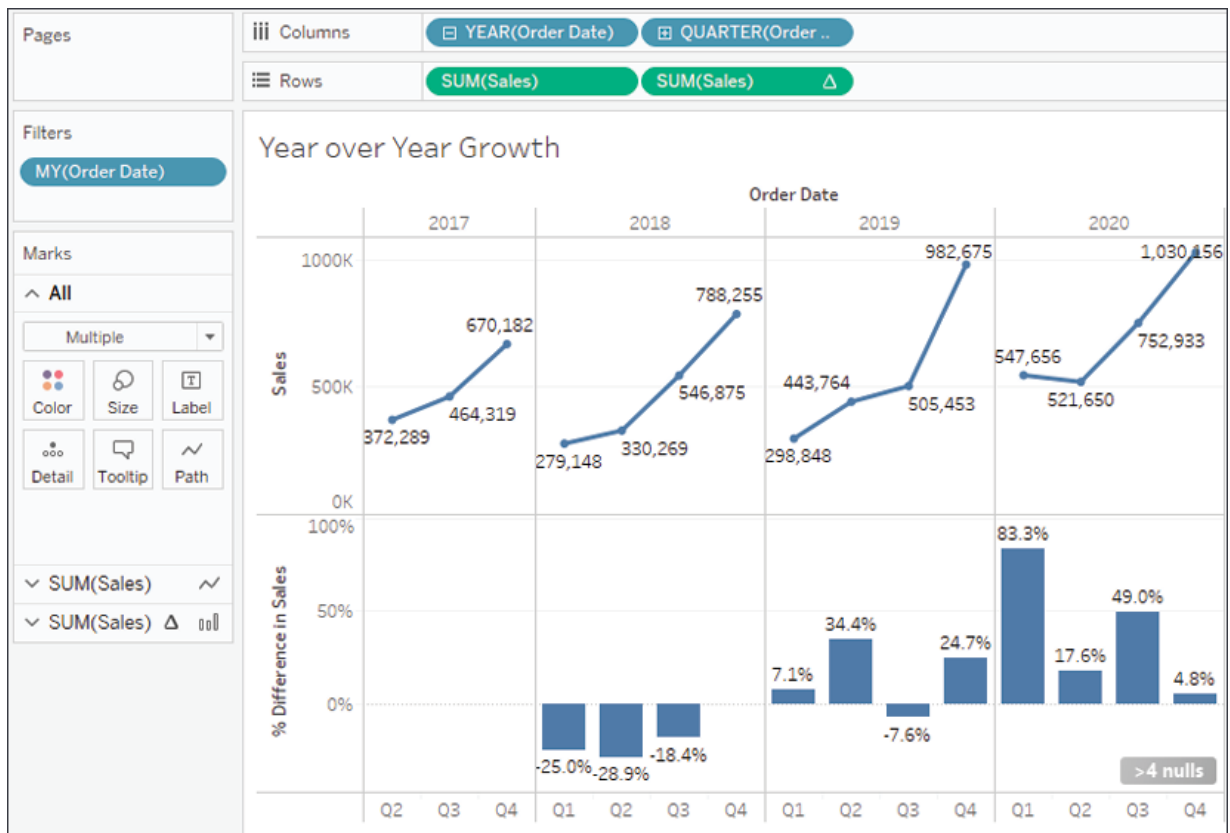 Pages
Columns
YEAR(Order Date)
QUARTER(Order ..
Rows
SUM(Sales)
SUM(Sales) Δ
Filters
MY(Order Date)
Marks
All
Multiple
Color
Size
Label
Detail
Tooltip
Path
SUM(Sales)
SUM(Sales) Δ
Year over Year Growth
Order Date
2017 2018 2019 2020
Sales
1000K
500K
0K
372,289
464,319
670,182
279,148
330,269
546,875
788,255
298,848
443,764
505,453
982,675
547,656
521,650
752,933
1,030,156
% Difference in Sales
100%
50%
0%
-25.0%
-28.9%
-18.4%
7.1%
34.4%
-7.6%
24.7%
83.3%
17.6%
49.0%
4.8%
>4 nulls
Q2 Q3 Q4 Q1 Q2 Q3 Q4 Q1 Q2 Q3 Q4 Q1 Q2 Q3 Q4